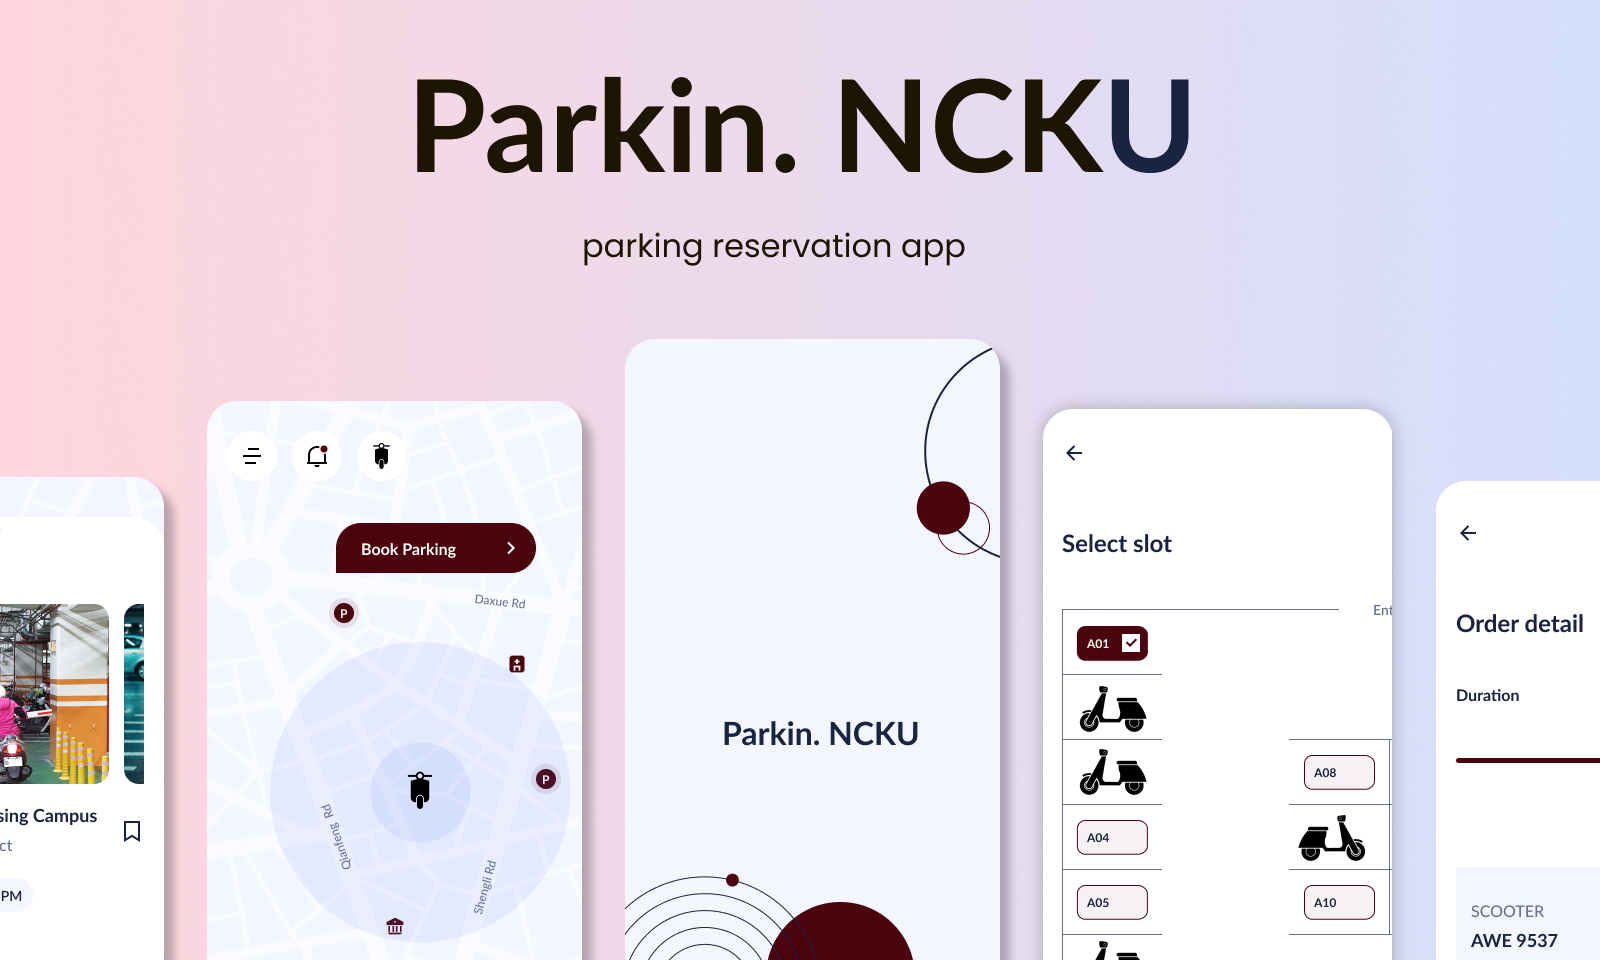 Parkin. NCKU
parking reservation app
sing Campus
ct
PM
Book Parking
Daxue Rd
P
P
Qianfeng Rd
Shengli Rd
Parkin. NCKU
Select slot
Ent
A01
A04
A05
A08
A10
Order detail
Duration
SCOOTER
AWE 9537